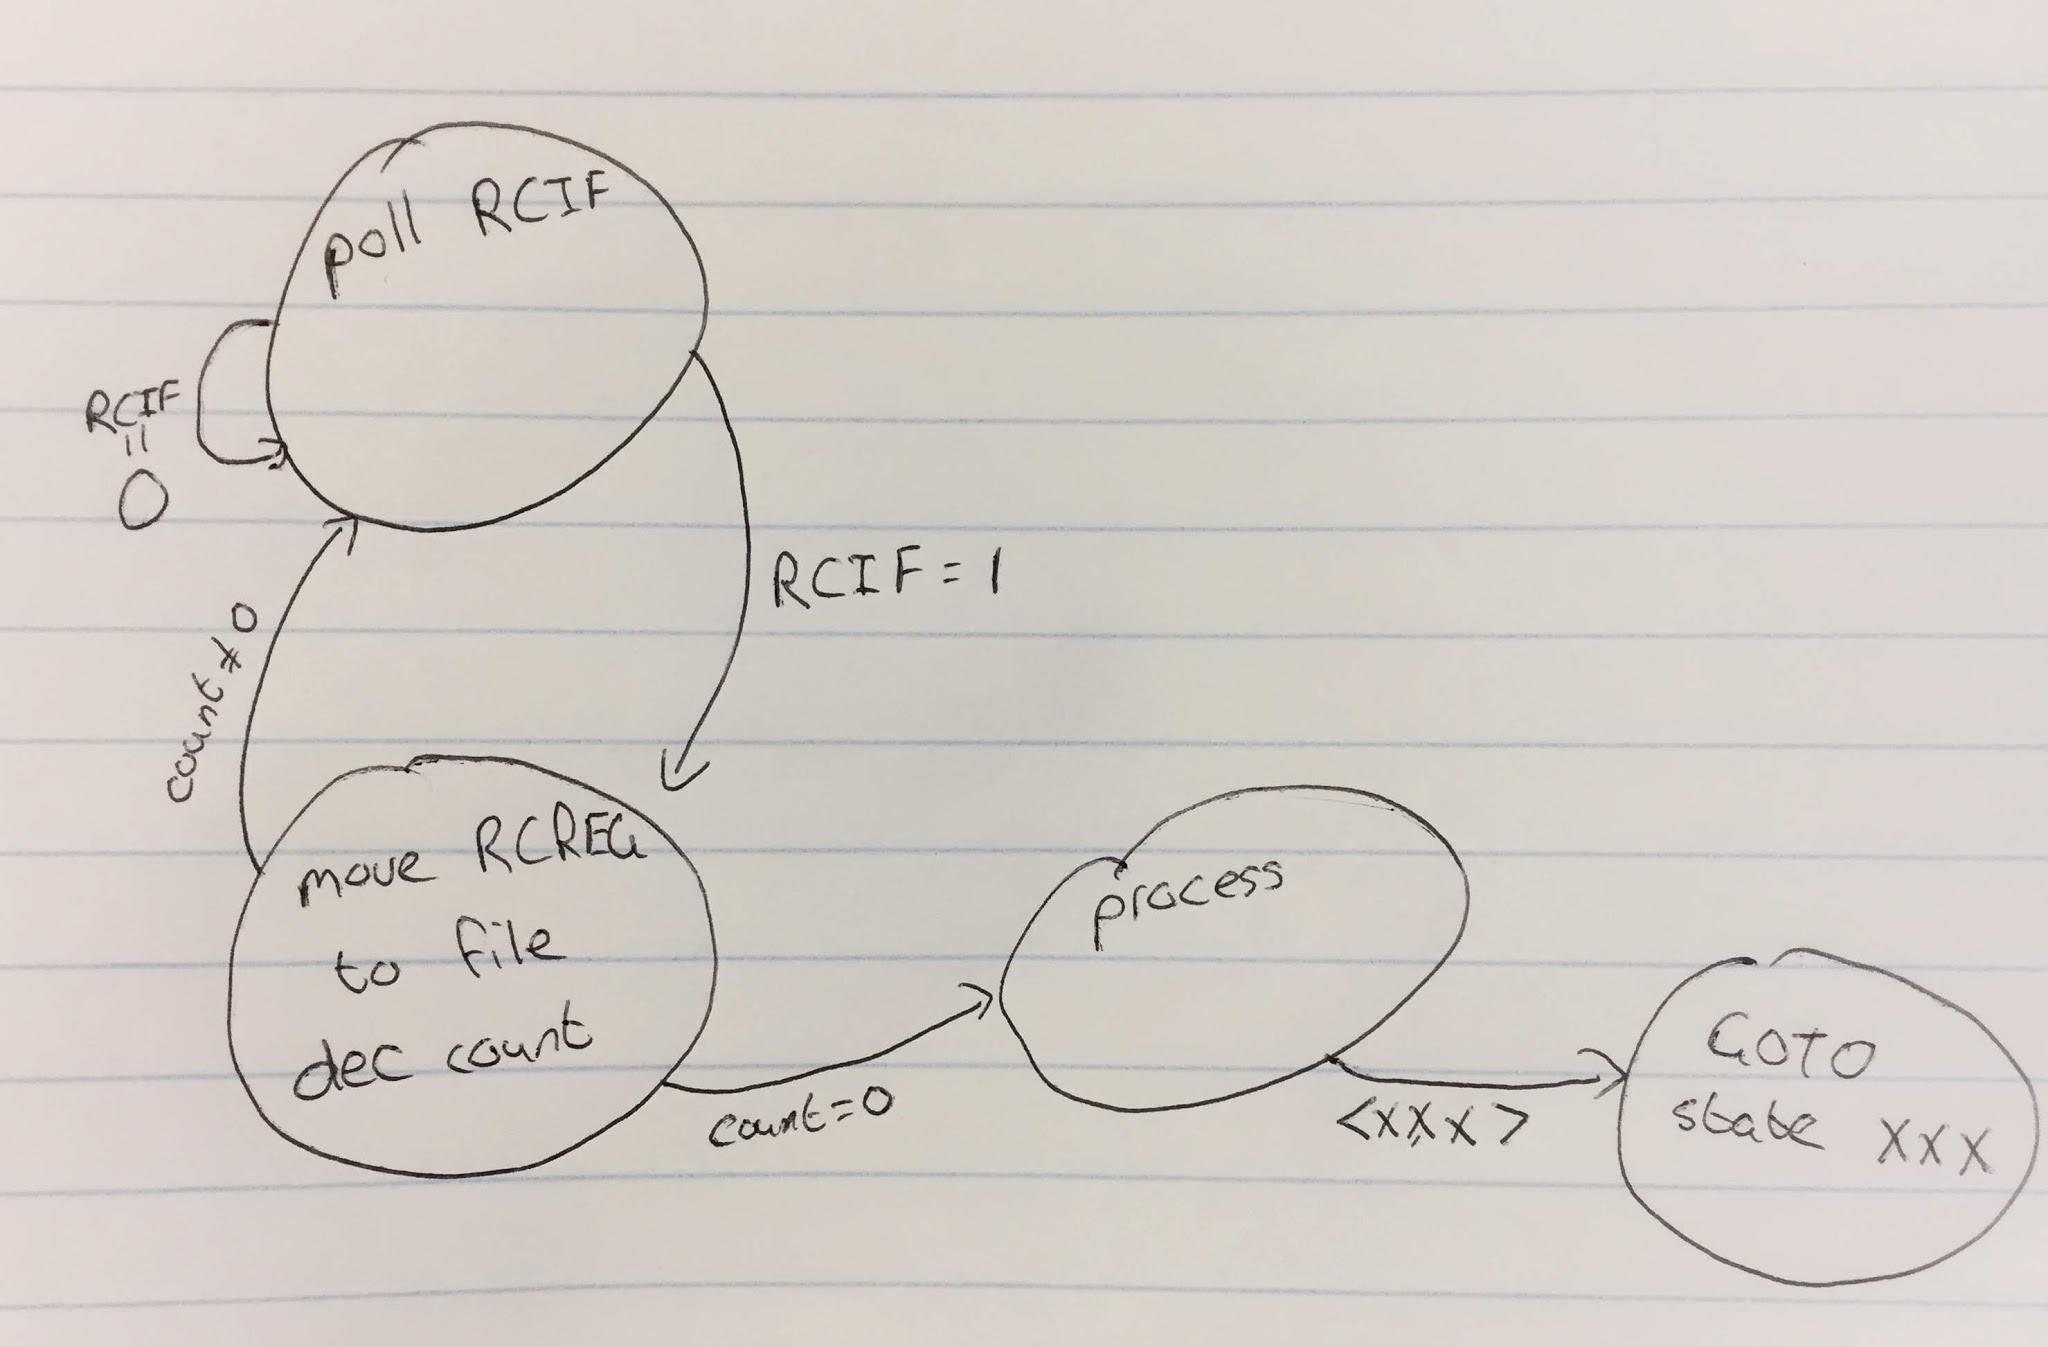 poll RCIF
RCIF
=
0
RCIF = 1
count ≠ 0
move RCREG
to file
dec count
count = 0
process
<xxx>
GOTO
state XXX